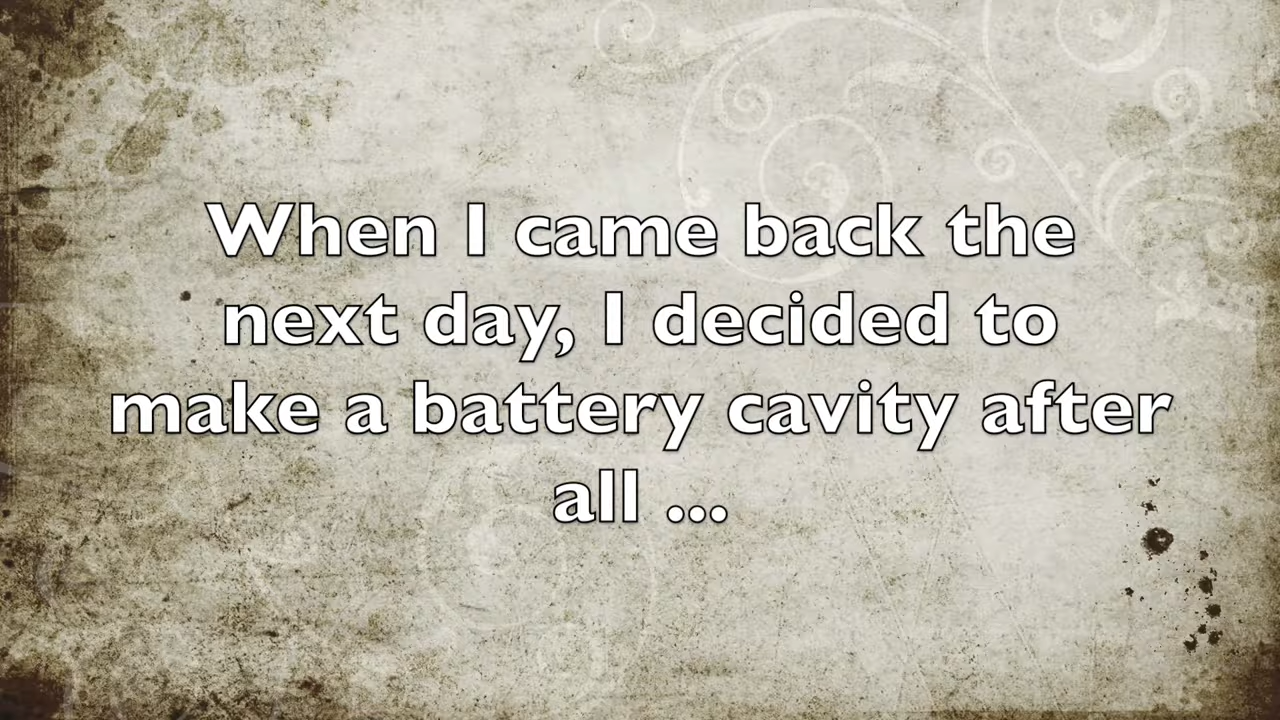 When I came back the
next day, I decided to
make a battery cavity after
all ...